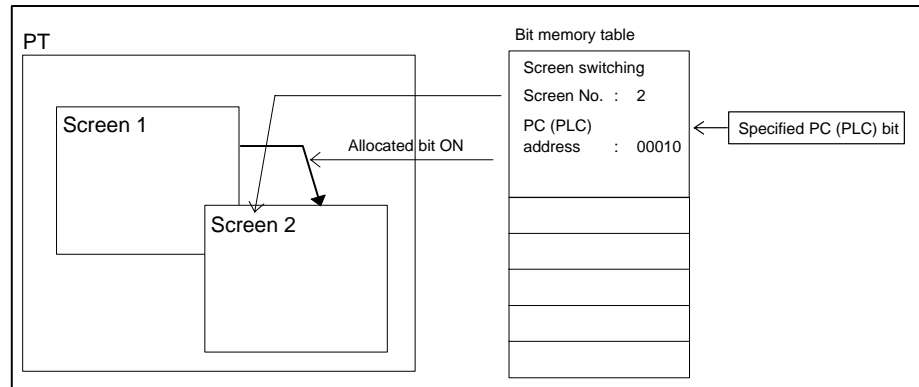 PT
Screen 1
Screen 2
Allocated bit ON
Bit memory table
Screen switching
Screen No. : 2
PC (PLC)
address : 00010
Specified PC (PLC) bit